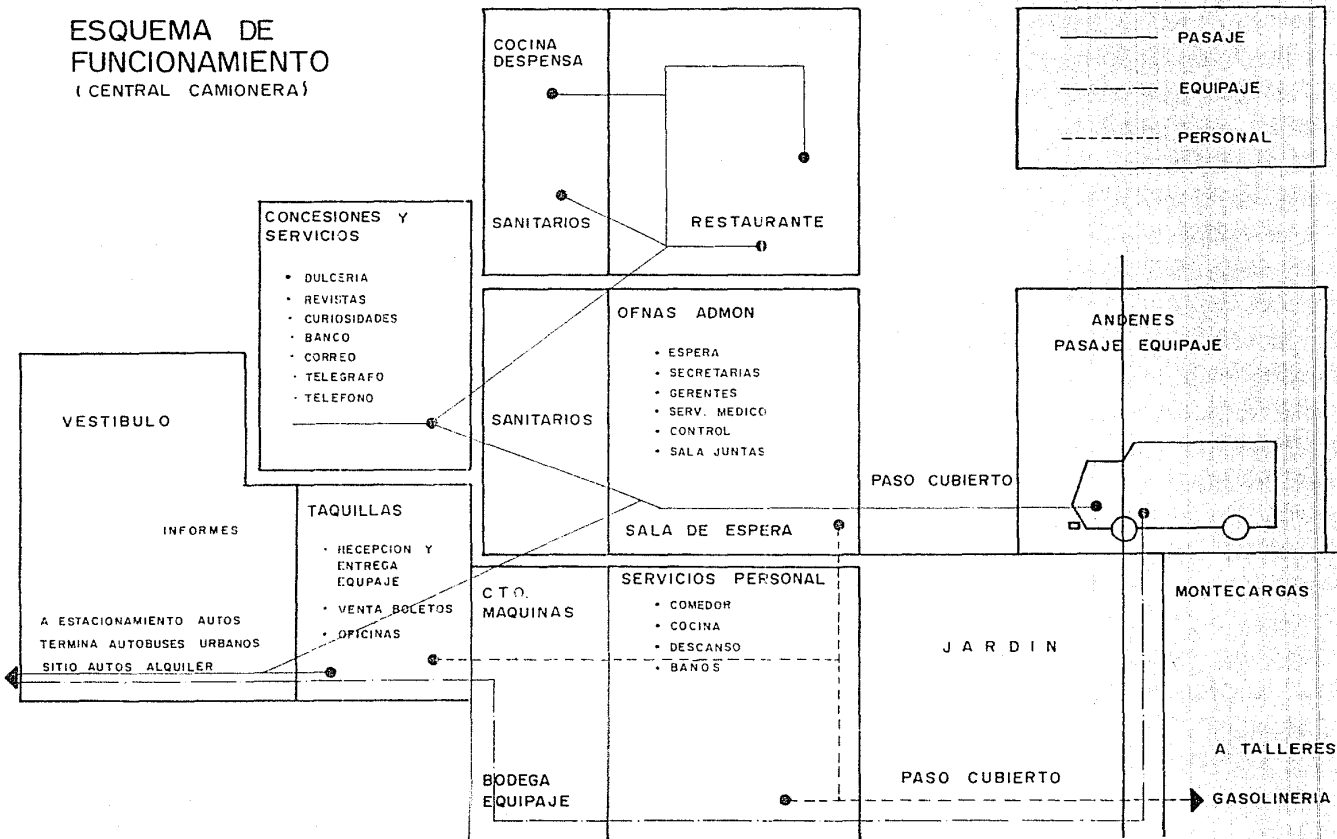 ESQUEMA DE
FUNCIONAMIENTO
(CENTRAL CAMIONERA)
PASAJE
EQUIPAJE
PERSONAL
COCINA
DESPENSA
SANITARIOS
RESTAURANTE
CONCESIONES Y
SERVICIOS
• DULCERIA
• REVISTAS
• CURIOSIDADES
• BANCO
• CORREO
• TELEGRAFO
• TELEFONO
SANITARIOS
OFNAS ADMON
• ESPERA
• SECRETARIAS
• GERENTES
• SERV. MEDICO
• CONTROL
• SALA JUNTAS
SALA DE ESPERA
PASO CUBIERTO
ANDENES
PASAJE EQUIPAJE
VESTIBULO
INFORMES
A ESTACIONAMIENTO AUTOS
TERMINA AUTOBUSES URBANOS
SITIO AUTOS ALQUILER
TAQUILLAS
• RECEPCION Y
ENTREGA
EQUPAJE
• VENTA BOLETOS
• OFICINAS
CTO.
MAQUINAS
BODEGA
EQUIPAJE
SERVICIOS PERSONAL
• COMEDOR
• COCINA
• DESCANSO
• BANOS
JARDIN
PASO CUBIERTO
MONTECARGAS
A TALLERES
GASOLINERIA